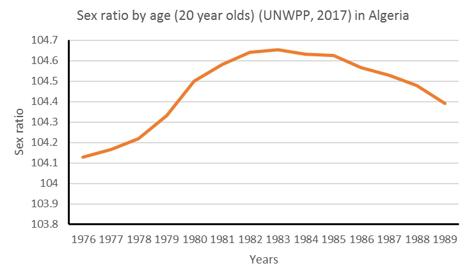 Sex ratio by age (20 year olds) (UNWPP, 2017) in Algeria
104.7
104.6
104.5
104.4
104.3
104.2
104.1
104
103.9
103.8
Sex ratio
1976 1977 1978 1979 1980 1981 1982 1983 1984 1985 1986 1987 1988 1989
Years